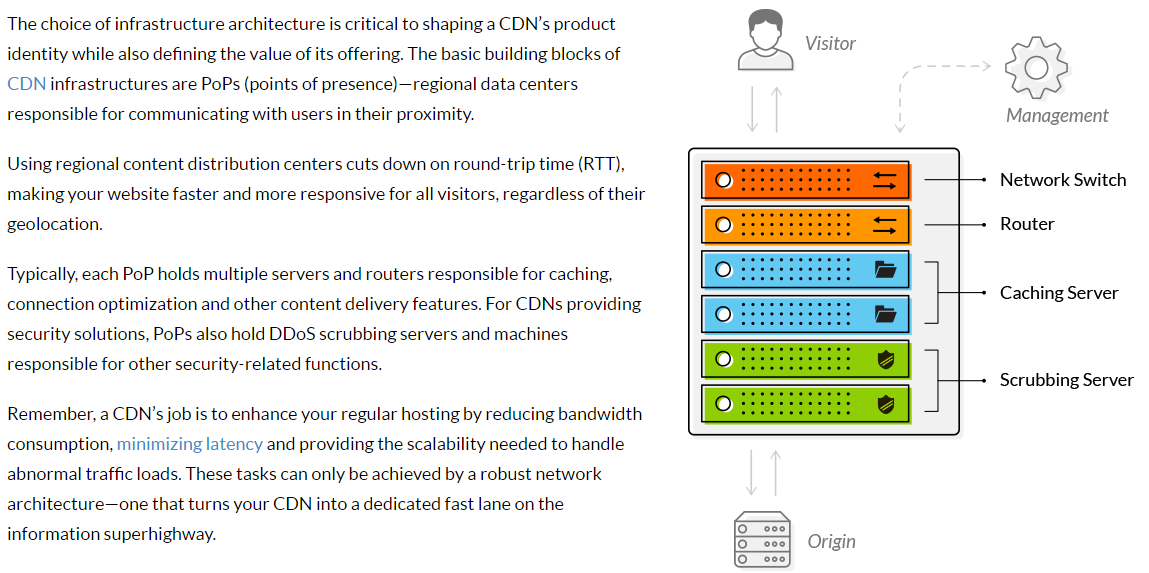 The choice of infrastructure architecture is critical to shaping a CDN’s product
identity while also defining the value of its offering. The basic building blocks of
CDN infrastructures are PoPs (points of presence)—regional data centers
responsible for communicating with users in their proximity.
Using regional content distribution centers cuts down on round-trip time (RTT),
making your website faster and more responsive for all visitors, regardless of their
geolocation.
Typically, each PoP holds multiple servers and routers responsible for caching,
connection optimization and other content delivery features. For CDNs providing
security solutions, PoPs also hold DDoS scrubbing servers and machines
responsible for other security-related functions.
Remember, a CDN’s job is to enhance your regular hosting by reducing bandwidth
consumption, minimizing latency and providing the scalability needed to handle
abnormal traffic loads. These tasks can only be achieved by a robust network
architecture—one that turns your CDN into a dedicated fast lane on the
information superhighway.
Visitor
Management
Network Switch
Router
Caching Server
Scrubbing Server
Origin